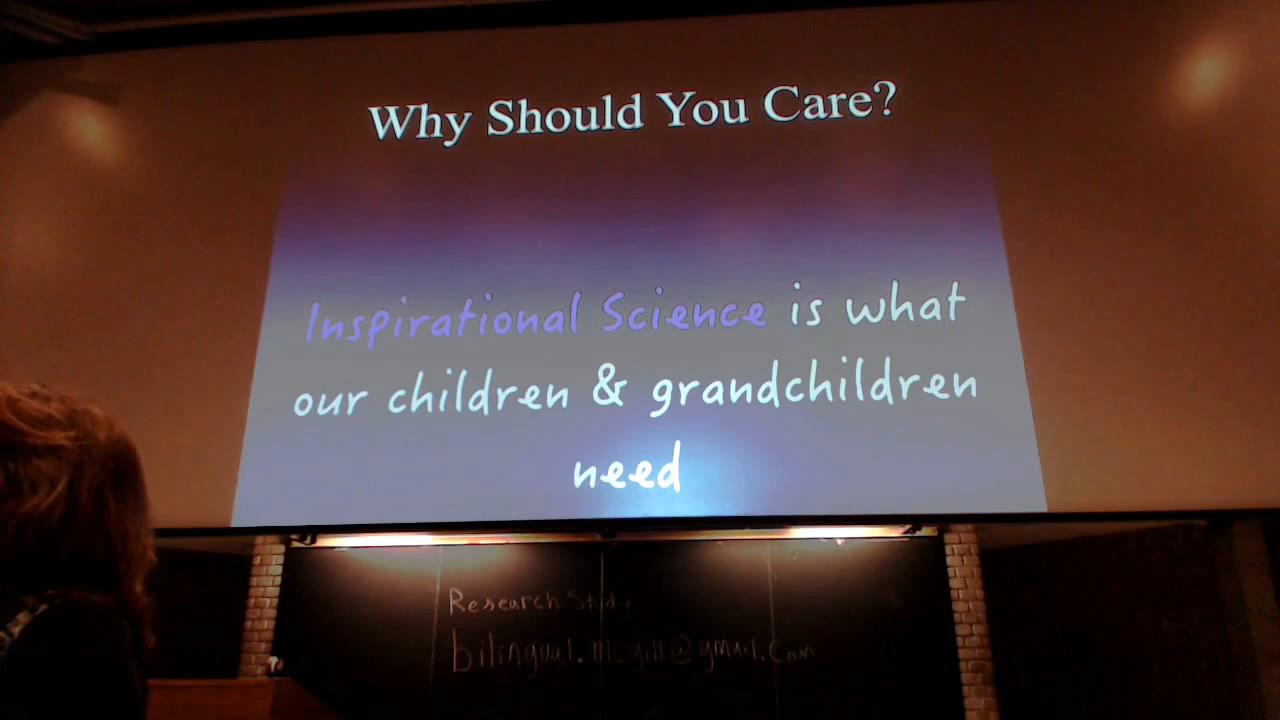 Why Should You Care?
Inspirational Science is what
our children & grandchildren
need
Research Study
bilingual.mcgill@gmail.com